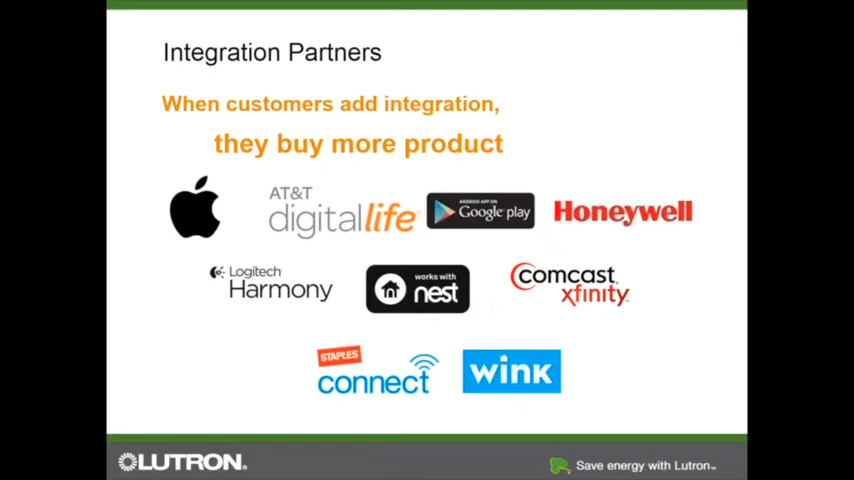 Integration Partners
When customers add integration,
they buy more product
AT&T
digitallife
ANDROID APP ON
Google play
Honeywell
Logitech
Harmony
works with
nest
comcast
xfinity
STAPLES
connect
wink
LUTRON
Save energy with Lutron™